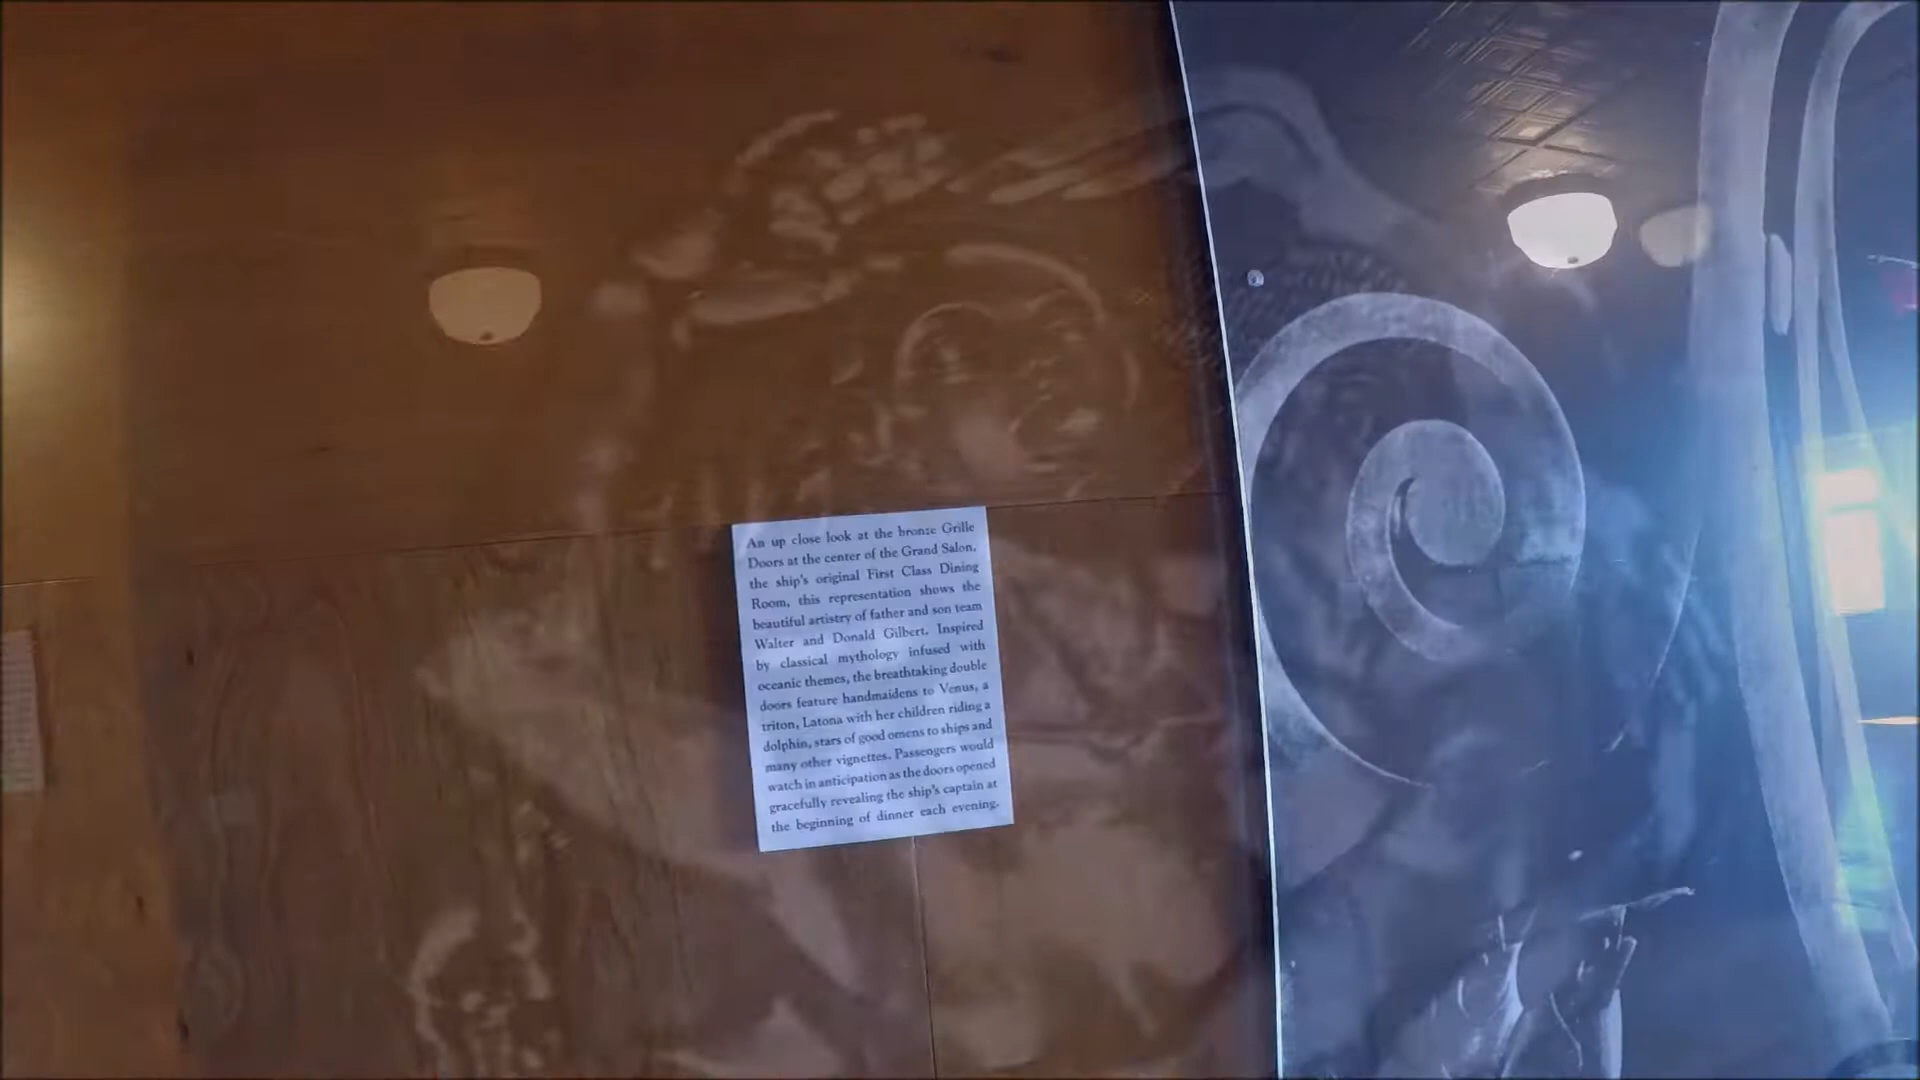 An up close look at the bronze Grille
Doors at the center of the Grand Salon,
the ship's original First Class Dining
Room, this representation shows the
beautiful artistry of father and son team
Walter and Donald Gilbert. Inspired
by classical mythology infused with
oceanic themes, the breathtaking double
doors feature handmaidens to Venus, a
triton, Latona with her children riding a
dolphin, stars of good omens to ships and
many other vignettes. Passengers would
watch in anticipation as the doors opened
gracefully revealing the ship's captain at
the beginning of dinner each evening.